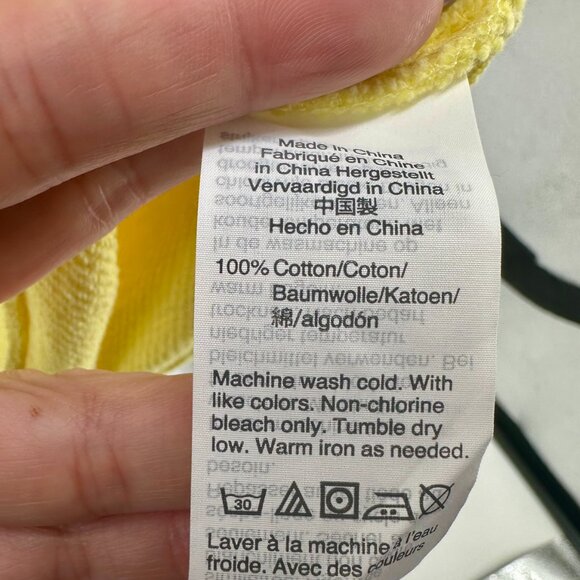 Made in China
Fabriqué en Chine
in China Hergestellt
Vervaardigd in China
中国製
Hecho en China
100% Cotton/Coton/
Baumwolle/Katoen/
綿/algodón
Machine wash cold. With
like colors. Non-chlorine
bleach only. Tumble dry
low. Warm iron as needed.
30
Laver à la machine à l'eau
froide. Avec des couleurs